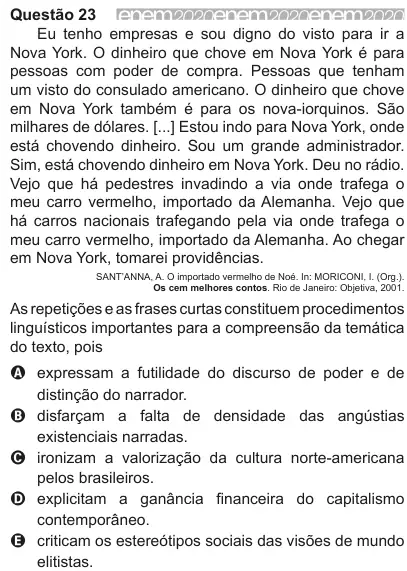 Questão 23 enem2020enem2020enem2020
Eu tenho empresas e sou digno do visto para ir a
Nova York. O dinheiro que chove em Nova York é para
pessoas com poder de compra. Pessoas que tenham
um visto do consulado americano. O dinheiro que chove
em Nova York também é para os nova-iorquinos. São
milhares de dólares. [...] Estou indo para Nova York, onde
está chovendo dinheiro. Sou um grande administrador.
Sim, está chovendo dinheiro em Nova York. Deu no rádio.
Vejo que há pedestres invadindo a via onde trafega o
meu carro vermelho, importado da Alemanha. Vejo que
há carros nacionais trafegando pela via onde trafega o
meu carro vermelho, importado da Alemanha. Ao chegar
em Nova York, tomarei providências.
SANT'ANNA, A. O importado vermelho de Noé. In: MORICONI, I. (Org.).
Os cem melhores contos. Rio de Janeiro: Objetiva, 2001.
As repetições e as frases curtas constituem procedimentos
linguísticos importantes para a compreensão da temática
do texto, pois
A expressam a futilidade do discurso de poder e de
distinção do narrador.
B disfarçam a falta de densidade das angústias
existenciais narradas.
C ironizam a valorização da cultura norte-americana
pelos brasileiros.
D explicitam a ganância financeira do capitalismo
contemporâneo.
E criticam os estereótipos sociais das visões de mundo
elitistas.